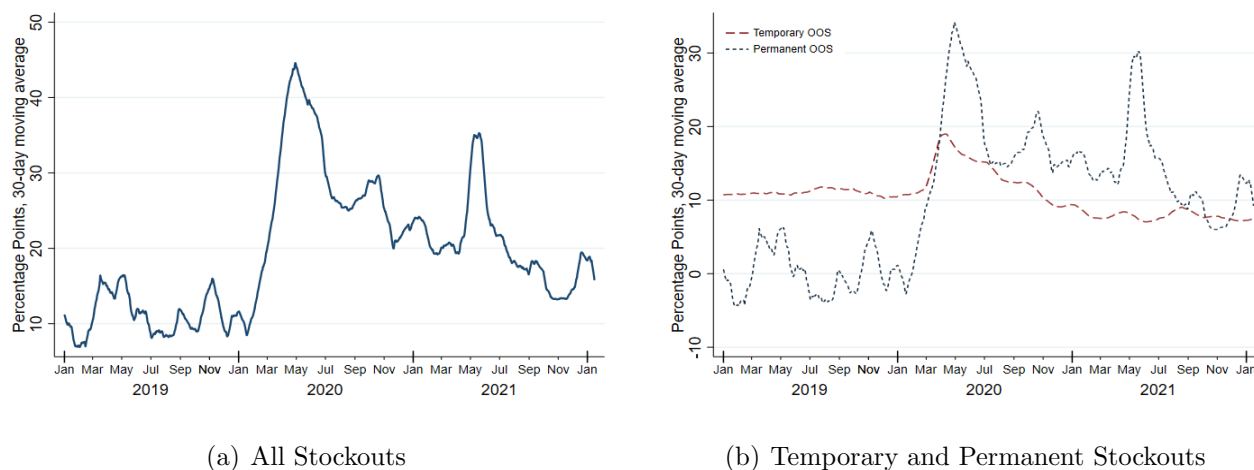 Percentage Points, 30-day moving average
50
40
30
20
10
Jan Mar May Jul Sep Nov Jan Mar May Jul Sep Nov Jan Mar May Jul Sep Nov Jan
2019 2020 2021
(a) All Stockouts
Percentage Points, 30-day moving average
Temporary OOS
Permanent OOS
30
20
10
0
-10
Jan Mar May Jul Sep Nov Jan Mar May Jul Sep Nov Jan Mar May Jul Sep Nov Jan
2019 2020 2021
(b) Temporary and Permanent Stockouts